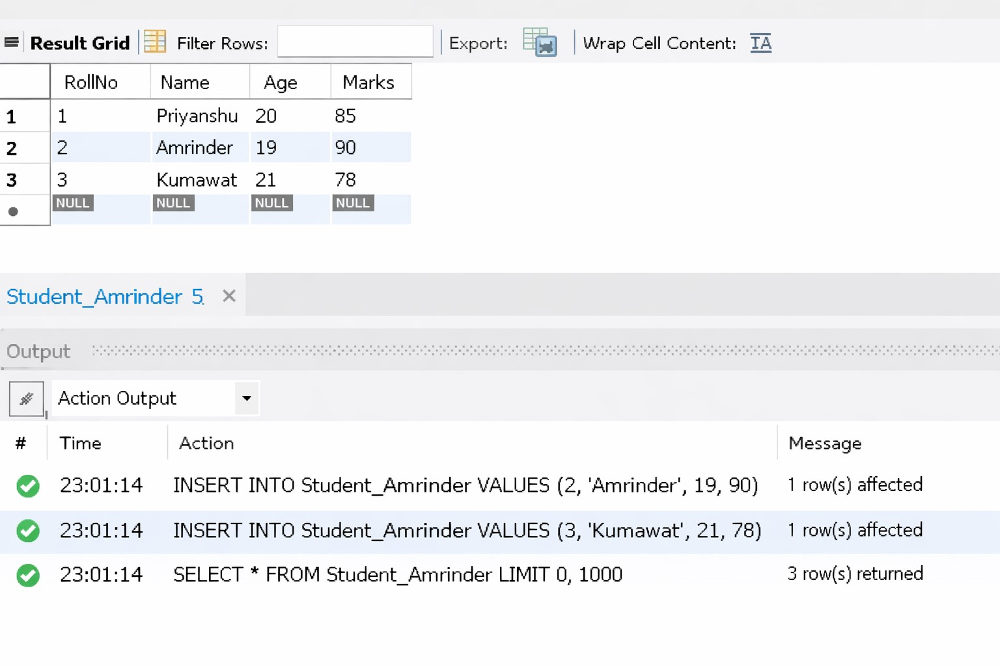 Result Grid Filter Rows: Export: Wrap Cell Content: IA
RollNo Name Age Marks
1 1 Priyanshu 20 85
2 2 Amrinder 19 90
3 3 Kumawat 21 78
NULL NULL NULL NULL
Student_Amrinder 5
Output
Action Output
# Time Action Message
23:01:14 INSERT INTO Student_Amrinder VALUES (2, 'Amrinder', 19, 90) 1 row(s) affected
23:01:14 INSERT INTO Student_Amrinder VALUES (3, 'Kumawat', 21, 78) 1 row(s) affected
23:01:14 SELECT * FROM Student_Amrinder LIMIT 0, 1000 3 row(s) returned